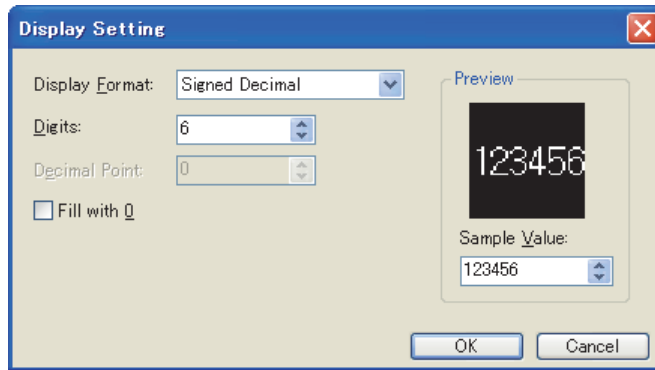 Display Setting
Display Format: Signed Decimal
Digits: 6
Decimal Point: 0
Fill with 0
Preview
123456
Sample Value:
123456
OK Cancel